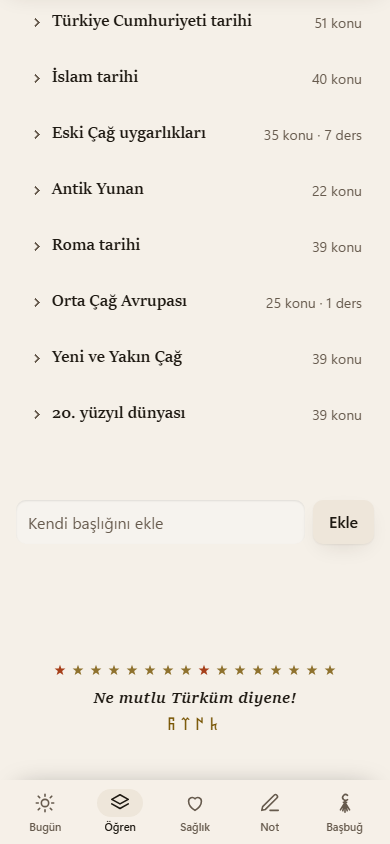 Türkiye Cumhuriyeti tarihi 51 konu
İslam tarihi 40 konu
Eski Çağ uygarlıkları 35 konu · 7 ders
Antik Yunan 22 konu
Roma tarihi 39 konu
Orta Çağ Avrupası 25 konu · 1 ders
Yeni ve Yakın Çağ 39 konu
20. yüzyıl dünyası 39 konu
Kendi başlığını ekle Ekle
Ne mutlu Türküm diyene!
Bugün Öğren Sağlık Not Başbuğ